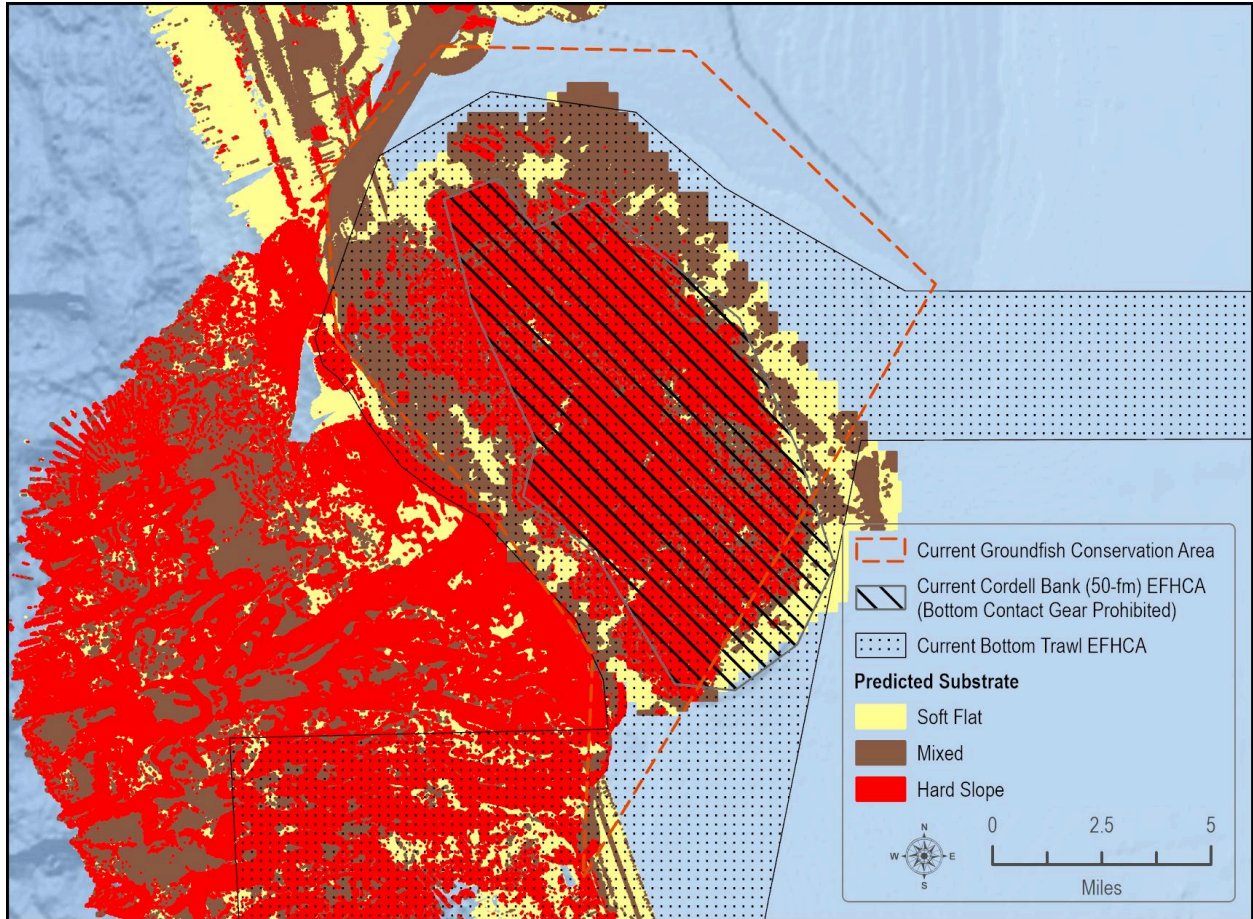 Current Groundfish Conservation Area
Current Cordell Bank (50-fm) EFHCA
(Bottom Contact Gear Prohibited)
Current Bottom Trawl EFHCA
Predicted Substrate
Soft Flat
Mixed
Hard Slope
N
W E
S
0 2.5 5
Miles